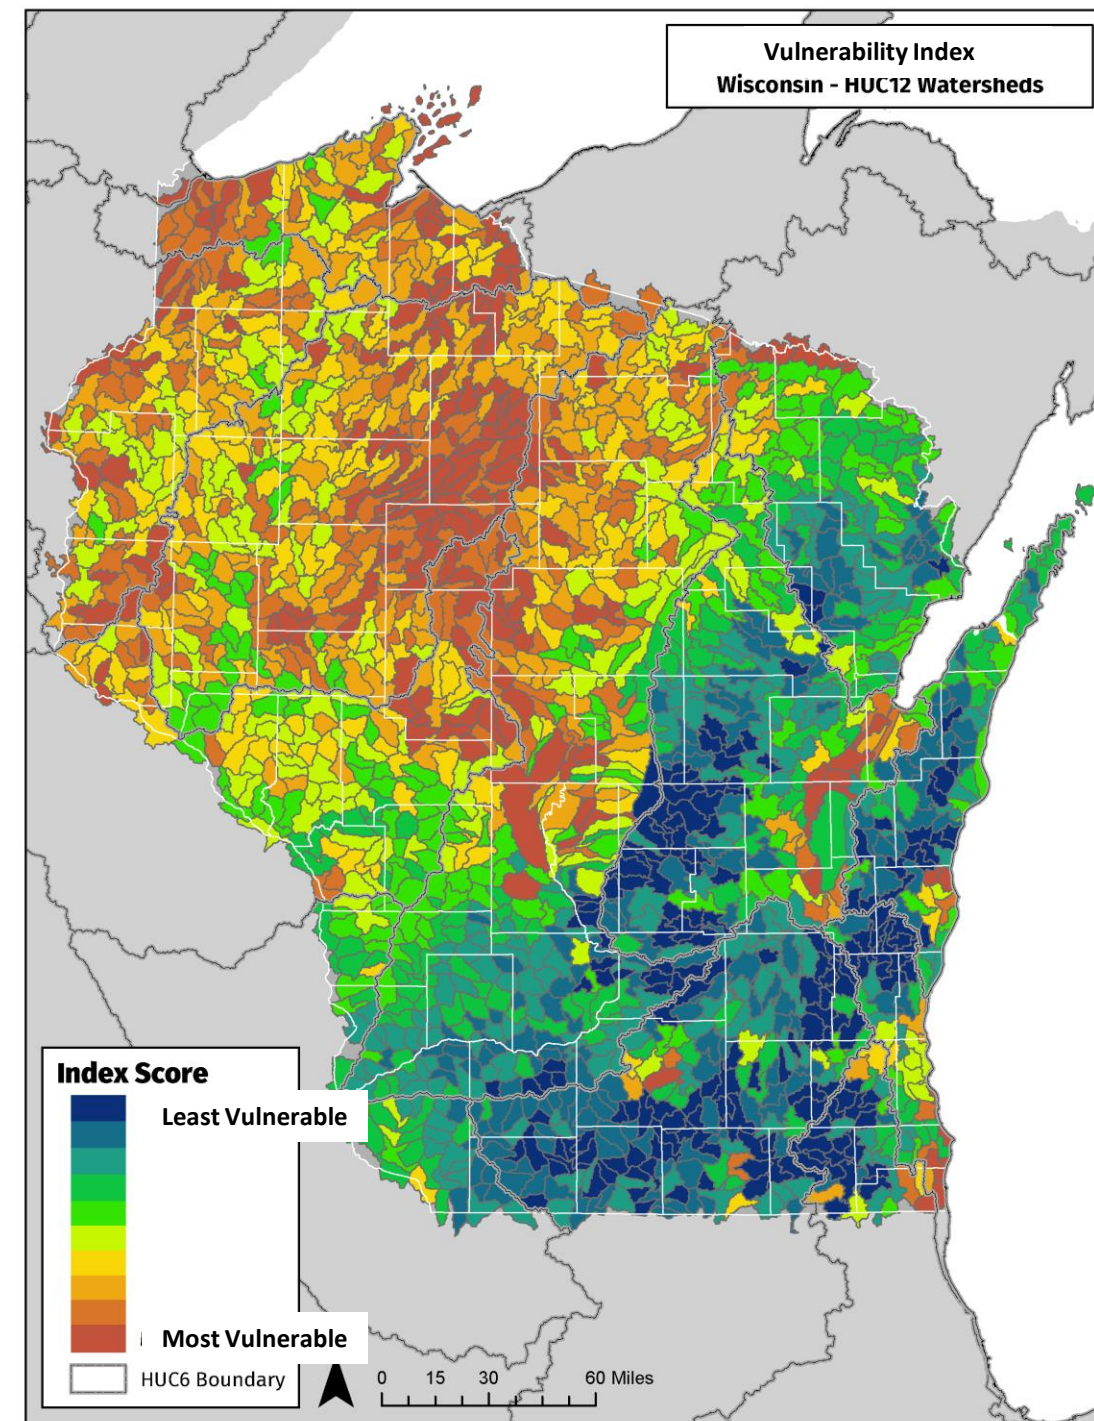 Vulnerability Index
Wisconsin - HUC12 Watersheds
Index Score
Least Vulnerable
Most Vulnerable
HUC6 Boundary
0 15 30 60 Miles